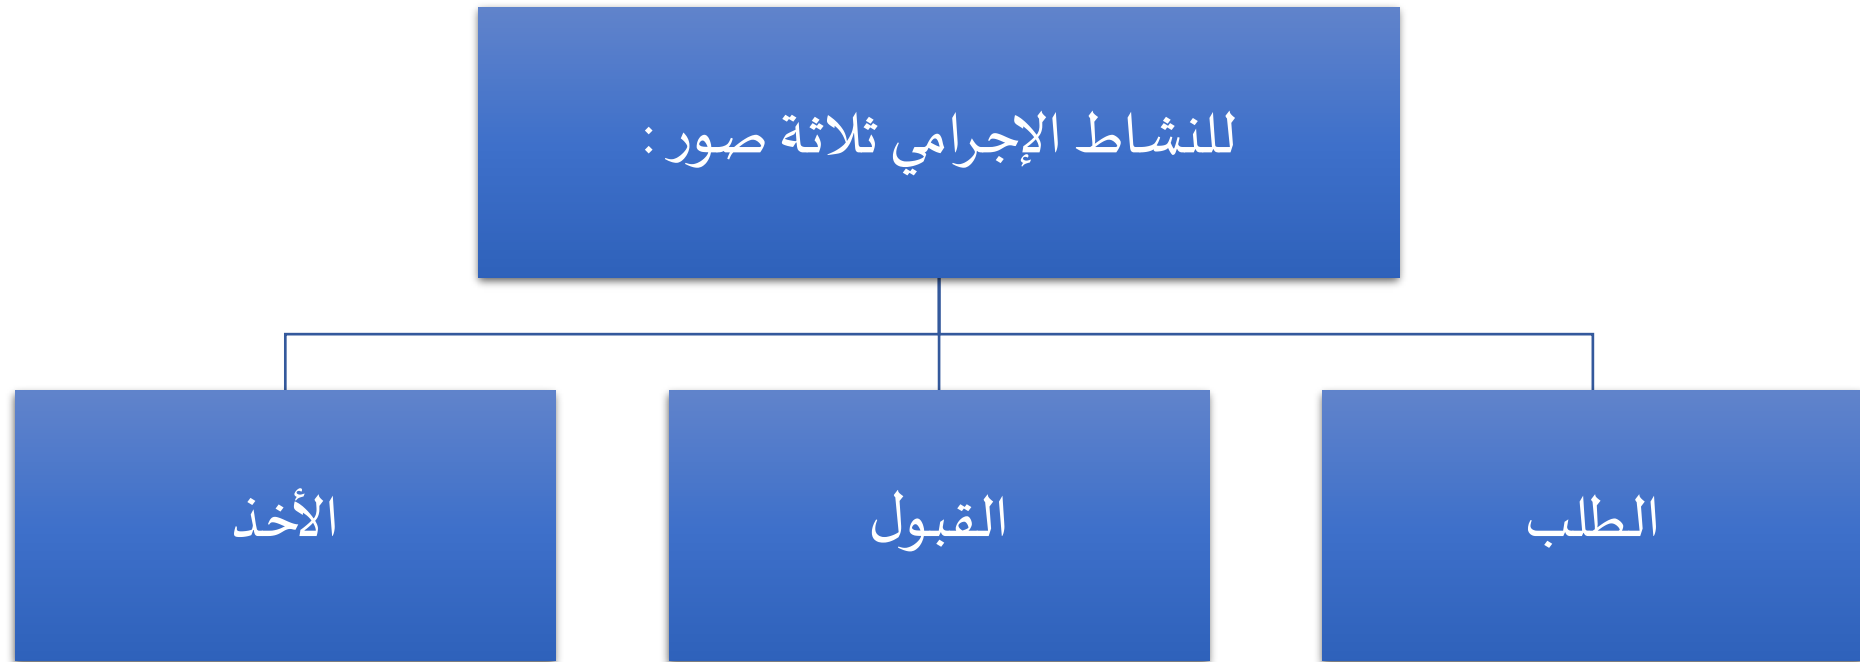 للنشاط الإجرامي ثلاثة صور :
الطلب
القبول
الأخذ